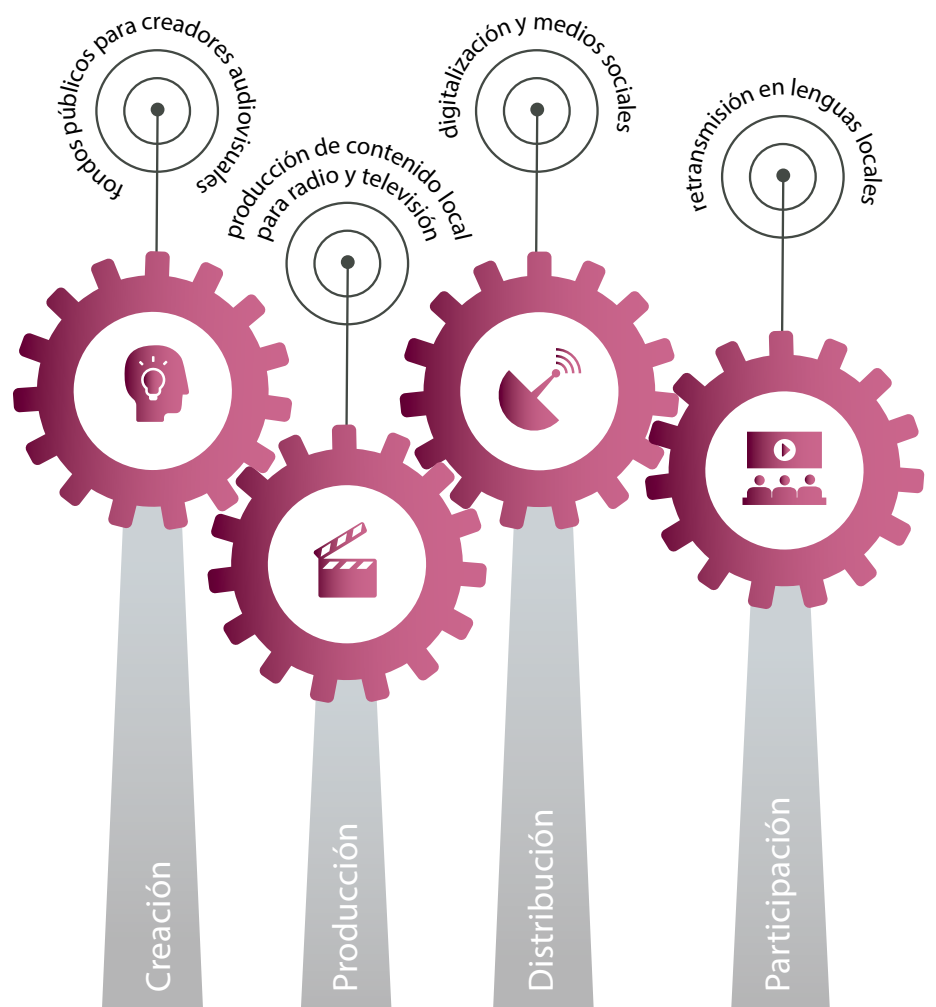 fondos públicos para creadores audiovisuales
producción de contenido local
para radio y televisión
digitalización y medios sociales
retransmisión en lenguas locales
Creación
Producción
Distribución
Participación